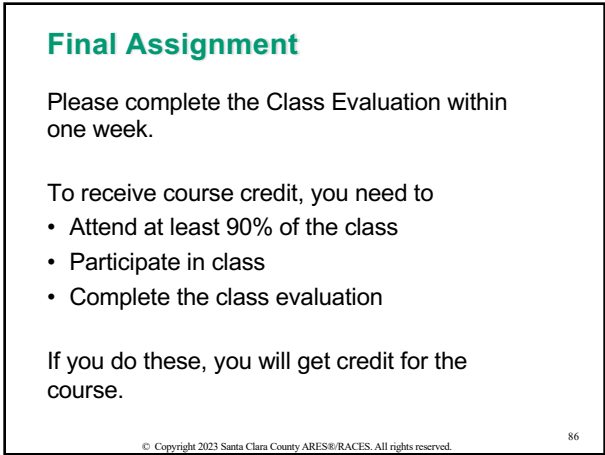 Final Assignment
Please complete the Class Evaluation within
one week.
To receive course credit, you need to
• Attend at least 90% of the class
• Participate in class
• Complete the class evaluation
If you do these, you will get credit for the
course.
© Copyright 2023 Santa Clara County ARES®/RACES. All rights reserved.
86